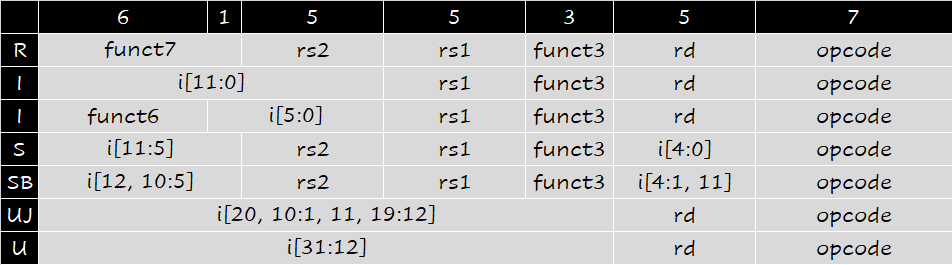 6 1 5 5 3 5 7
R funct7 rs2 rs1 funct3 rd opcode
I i[11:0] rs1 funct3 rd opcode
I funct6 i[5:0] rs1 funct3 rd opcode
S i[11:5] rs2 rs1 funct3 i[4:0] opcode
SB i[12, 10:5] rs2 rs1 funct3 i[4:1, 11] opcode
UJ i[20, 10:1, 11, 19:12] rd opcode
U i[31:12] rd opcode